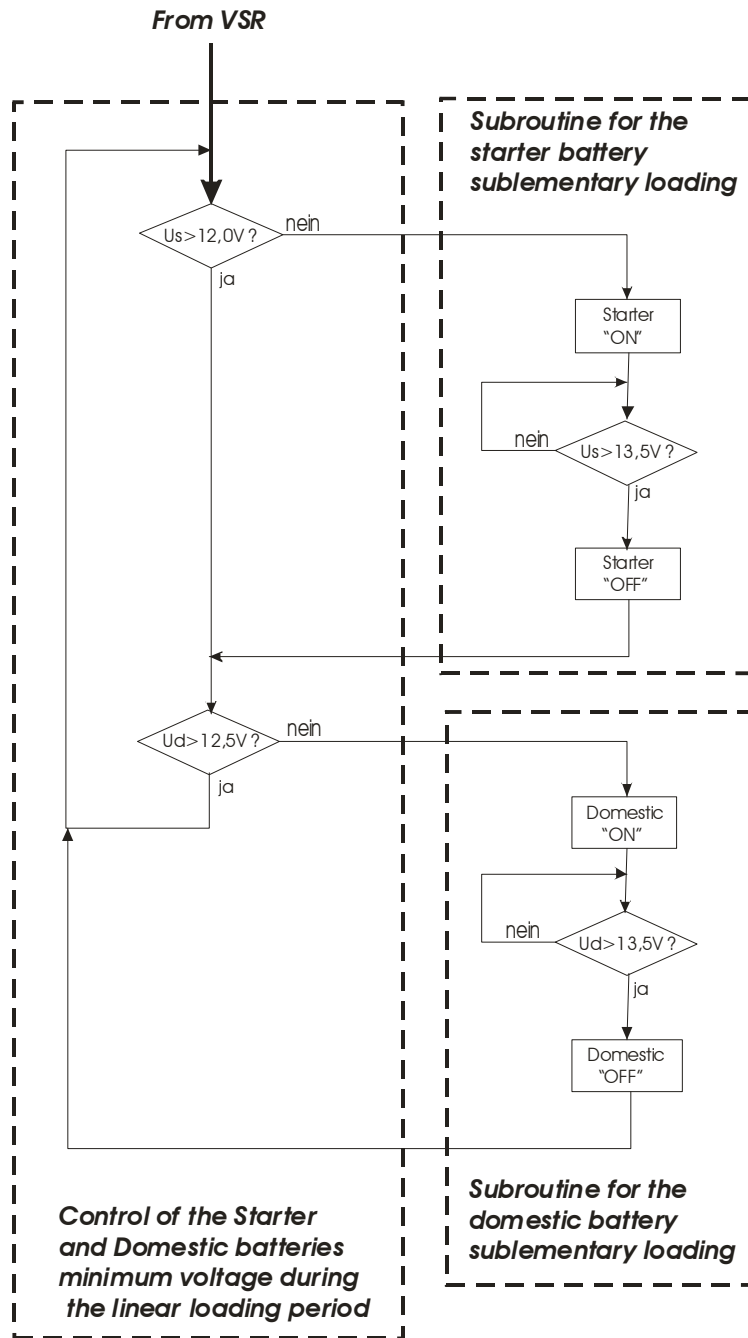 From VSR
Subroutine for the
starter battery
sublementary loading
Us>12,0V ?
nein
ja
Starter
“ON”
nein
Us>13,5V ?
ja
Starter
“OFF”
Ud>12,5V ?
nein
ja
Domestic
“ON”
nein
Ud>13,5V ?
ja
Domestic
“OFF”
Control of the Starter
and Domestic batteries
minimum voltage during
the linear loading period
Subroutine for the
domestic battery
sublementary loading